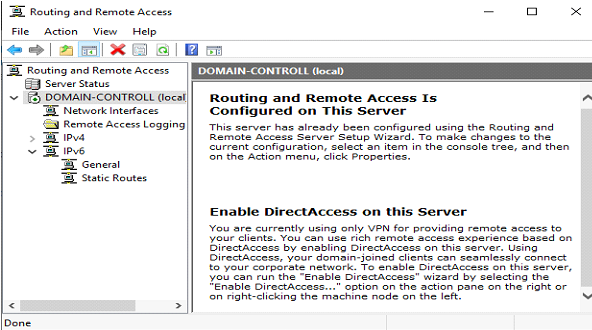 Routing and Remote Access
File Action View Help
Routing and Remote Access
Server Status
DOMAIN-CONTROLL (local
Network Interfaces
Remote Access Logging
IPv4
IPv6
General
Static Routes
DOMAIN-CONTROLL (local)
Routing and Remote Access Is
Configured on This Server
This server has already been configured using the Routing and
Remote Access Server Setup Wizard. To make changes to the
current configuration, select an item in the console tree, and then
on the Action menu, click Properties.
Enable DirectAccess on this Server
You are currently using only VPN for providing remote access to
your clients. You can use rich remote access experience based on
DirectAccess by enabling DirectAccess on this server. Using
DirectAccess, your domain-joined clients can seamlessly connect
to your corporate network. To enable DirectAccess on this server,
you can run the "Enable DirectAccess" wizard by selecting the
"Enable DirectAccess..." option on the action pane on the right or
on right-clicking the machine node on the left.
Done